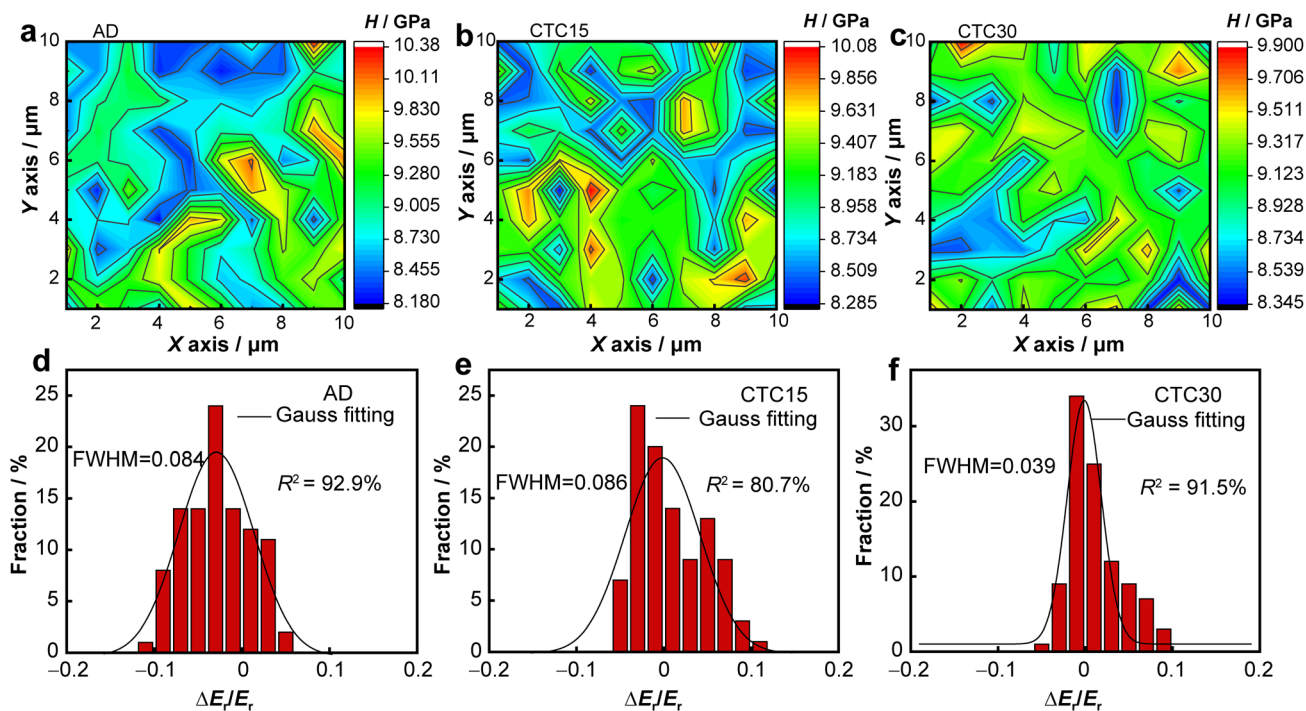 a AD H / GPa
10.38
10.11
9.830
9.555
9.280
9.005
8.730
8.455
8.180
10
8
6
4
2
Y axis / μm
2 4 6 8 10
X axis / μm
b CTC15 H / GPa
10.08
9.856
9.631
9.407
9.182
8.958
8.734
8.509
8.285
10
8
6
4
2
Y axis / μm
2 4 6 8 10
X axis / μm
c CTC30 H / GPa
9.900
9.706
9.511
9.317
9.123
8.928
8.734
8.539
8.345
10
8
6
4
2
Y axis / μm
2 4 6 8 10
X axis / μm
d
AD
Gauss fitting
FWHM=0.084
R² = 92.9%
25
20
15
10
5
0
Fraction / %
−0.2 −0.1 0 0.1 0.2
ΔEr/Er
e
CTC15
Gauss fitting
FWHM=0.086
R² = 80.7%
25
20
15
10
5
0
Fraction / %
−0.2 −0.1 0 0.1 0.2
ΔEr/Er
f
CTC30
Gauss fitting
FWHM=0.039
R² = 91.5%
30
20
10
0
Fraction / %
−0.2 −0.1 0 0.1 0.2
ΔEr/Er